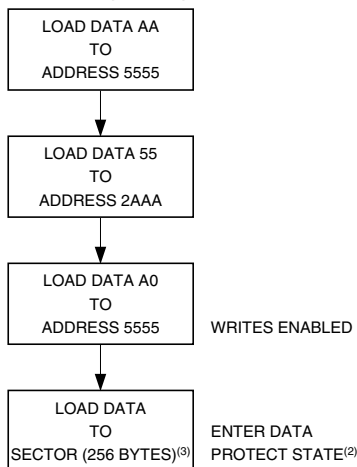 LOAD DATA AA
TO
ADDRESS 5555
LOAD DATA 55
TO
ADDRESS 2AAA
LOAD DATA A0
TO
ADDRESS 5555 WRITES ENABLED
LOAD DATA
TO ENTER DATA
SECTOR (256 BYTES)(3) PROTECT STATE(2)